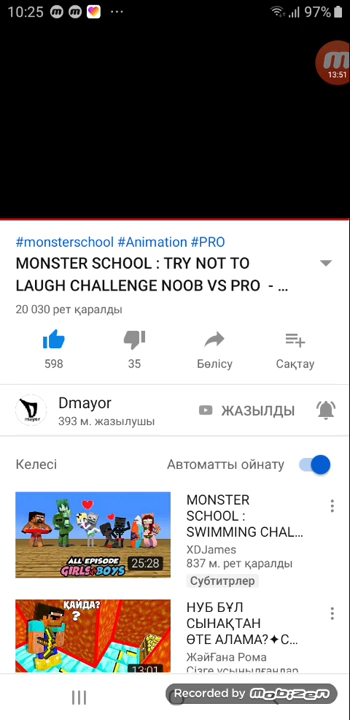 10:25
97%
13:51
#monsterschool #Animation #PRO
MONSTER SCHOOL : TRY NOT TO
LAUGH CHALLENGE NOOB VS PRO - ...
20 030 рет қаралды
598
35
Бөлісу
Сақтау
Dmayor
393 м. жазылушы
ЖАЗЫЛДЫ
Келесі
Автоматты ойнату
MONSTER
SCHOOL :
SWIMMING CHAL...
XDJames
837 м. рет қаралды
Субтитрлер
ALL EPISODE
GIRLS BOYS
25:28
НУБ БҰЛ
СЫНАҚТАН
ӨТЕ АЛАМА?✦С...
ЖәйҒана Рома
Сізге ұсынылғандар
ҚАЙДА?
?
13:01
Recorded by Mobizen